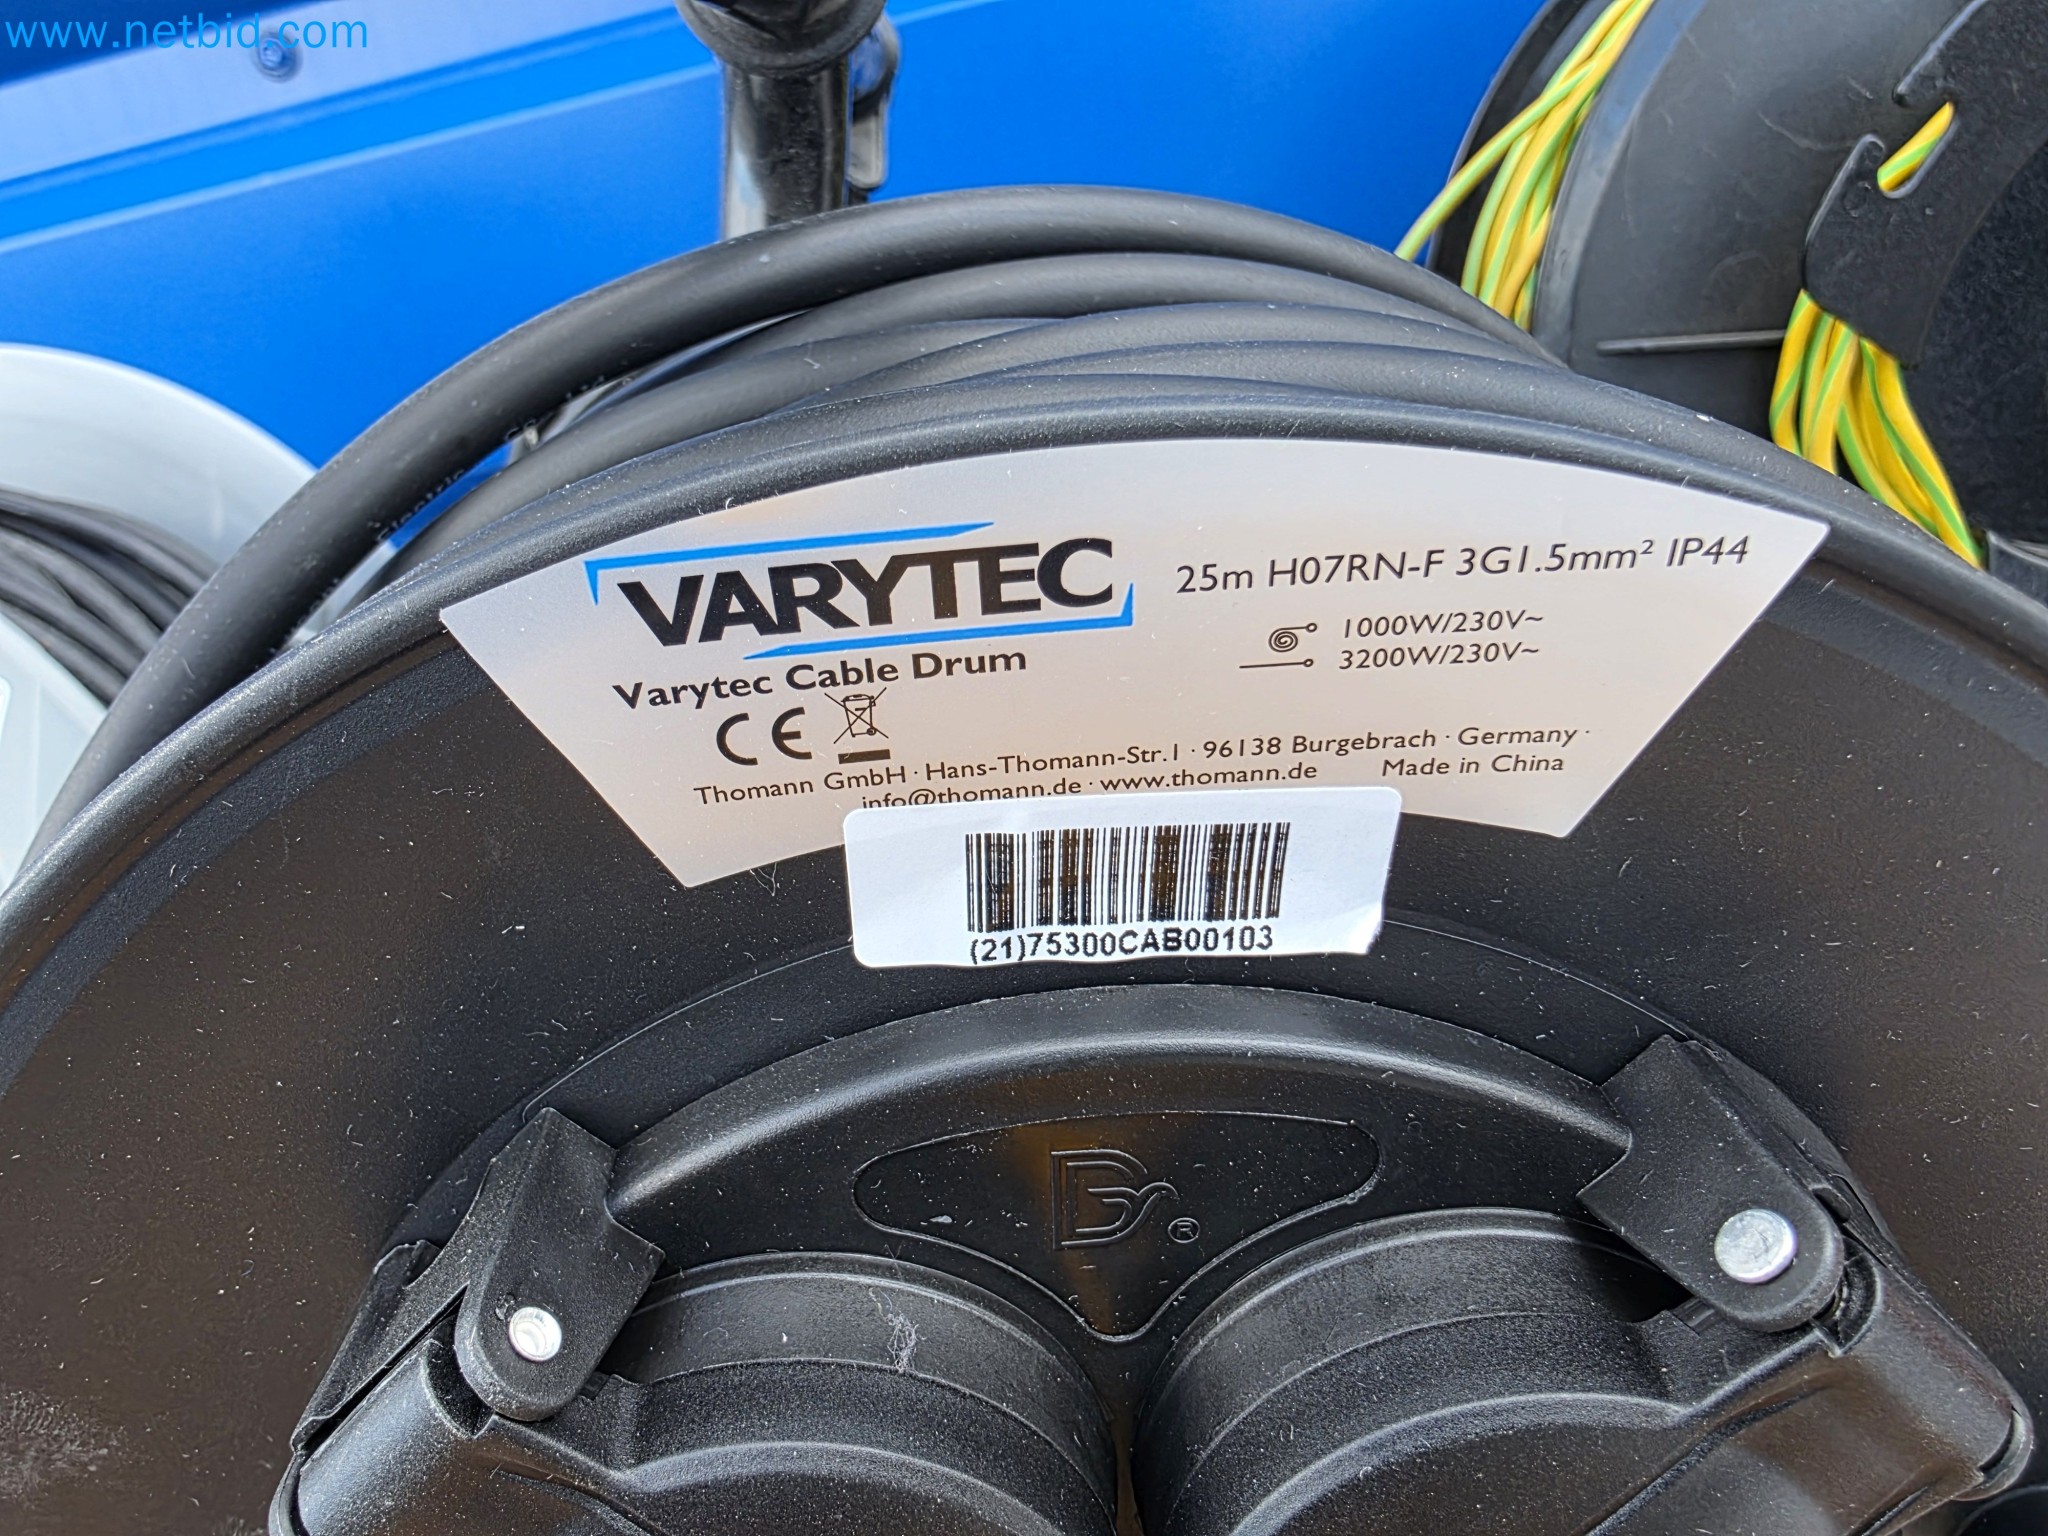 www.netbid.com
VARYTEC
Varytec Cable Drum
25m H07RN-F 3G1.5mm² IP44
1000W/230V~
3200W/230V~
CE
Thomann GmbH · Hans-Thomann-Str.1 · 96138 Burgebrach · Germany ·
info@thomann.de · www.thomann.de Made in China
(21)75300CAB00103
®